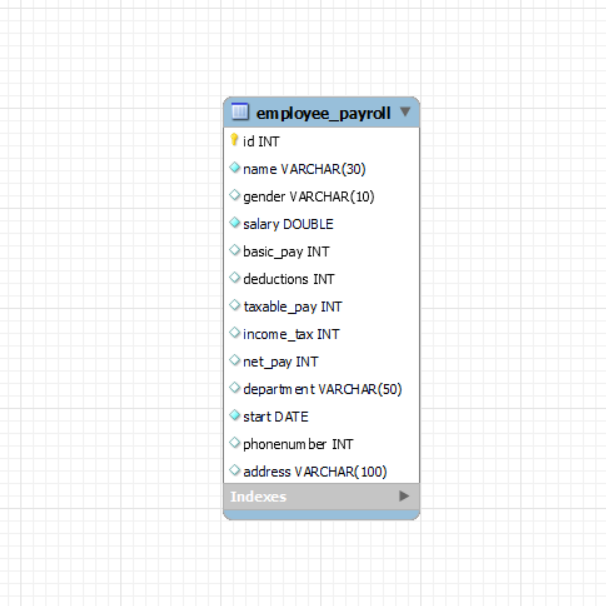 employee_payroll
id INT
name VARCHAR(30)
gender VARCHAR(10)
salary DOUBLE
basic_pay INT
deductions INT
taxable_pay INT
income_tax INT
net_pay INT
department VARCHAR(50)
start DATE
phonenumber INT
address VARCHAR(100)
Indexes